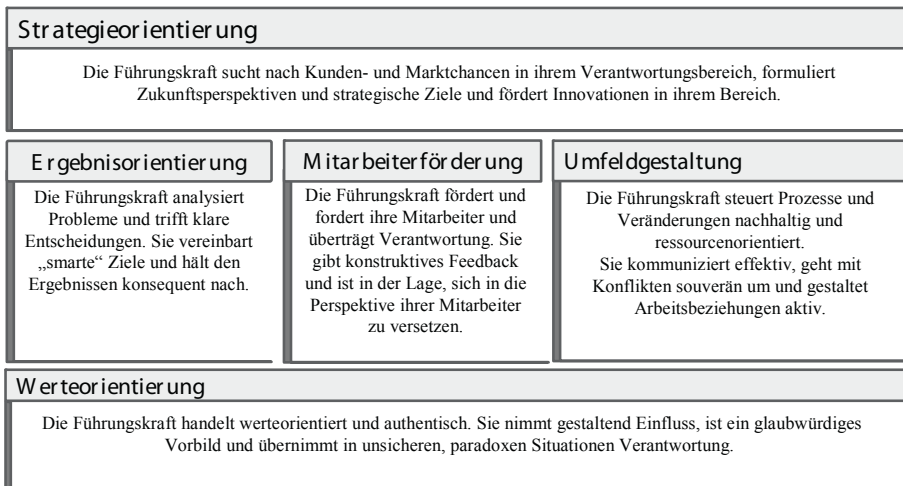 Strategieorientierung
Die Führungskraft sucht nach Kunden- und Marktchancen in ihrem Verantwortungsbereich, formuliert
Zukunftsperspektiven und strategische Ziele und fördert Innovationen in ihrem Bereich.
Ergebnisorientierung
Die Führungskraft analysiert
Probleme und trifft klare
Entscheidungen. Sie vereinbart
„smarte“ Ziele und hält den
Ergebnissen konsequent nach.
Mitarbeiterförderung
Die Führungskraft fördert und
fordert ihre Mitarbeiter und
überträgt Verantwortung. Sie
gibt konstruktives Feedback
und ist in der Lage, sich in die
Perspektive ihrer Mitarbeiter
zu versetzen.
Umfeldgestaltung
Die Führungskraft steuert Prozesse und
Veränderungen nachhaltig und
ressourcenorientiert.
Sie kommuniziert effektiv, geht mit
Konflikten souverän um und gestaltet
Arbeitsbeziehungen aktiv.
Werteorientierung
Die Führungskraft handelt werteorientiert und authentisch. Sie nimmt gestaltend Einfluss, ist ein glaubwürdiges
Vorbild und übernimmt in unsicheren, paradoxen Situationen Verantwortung.